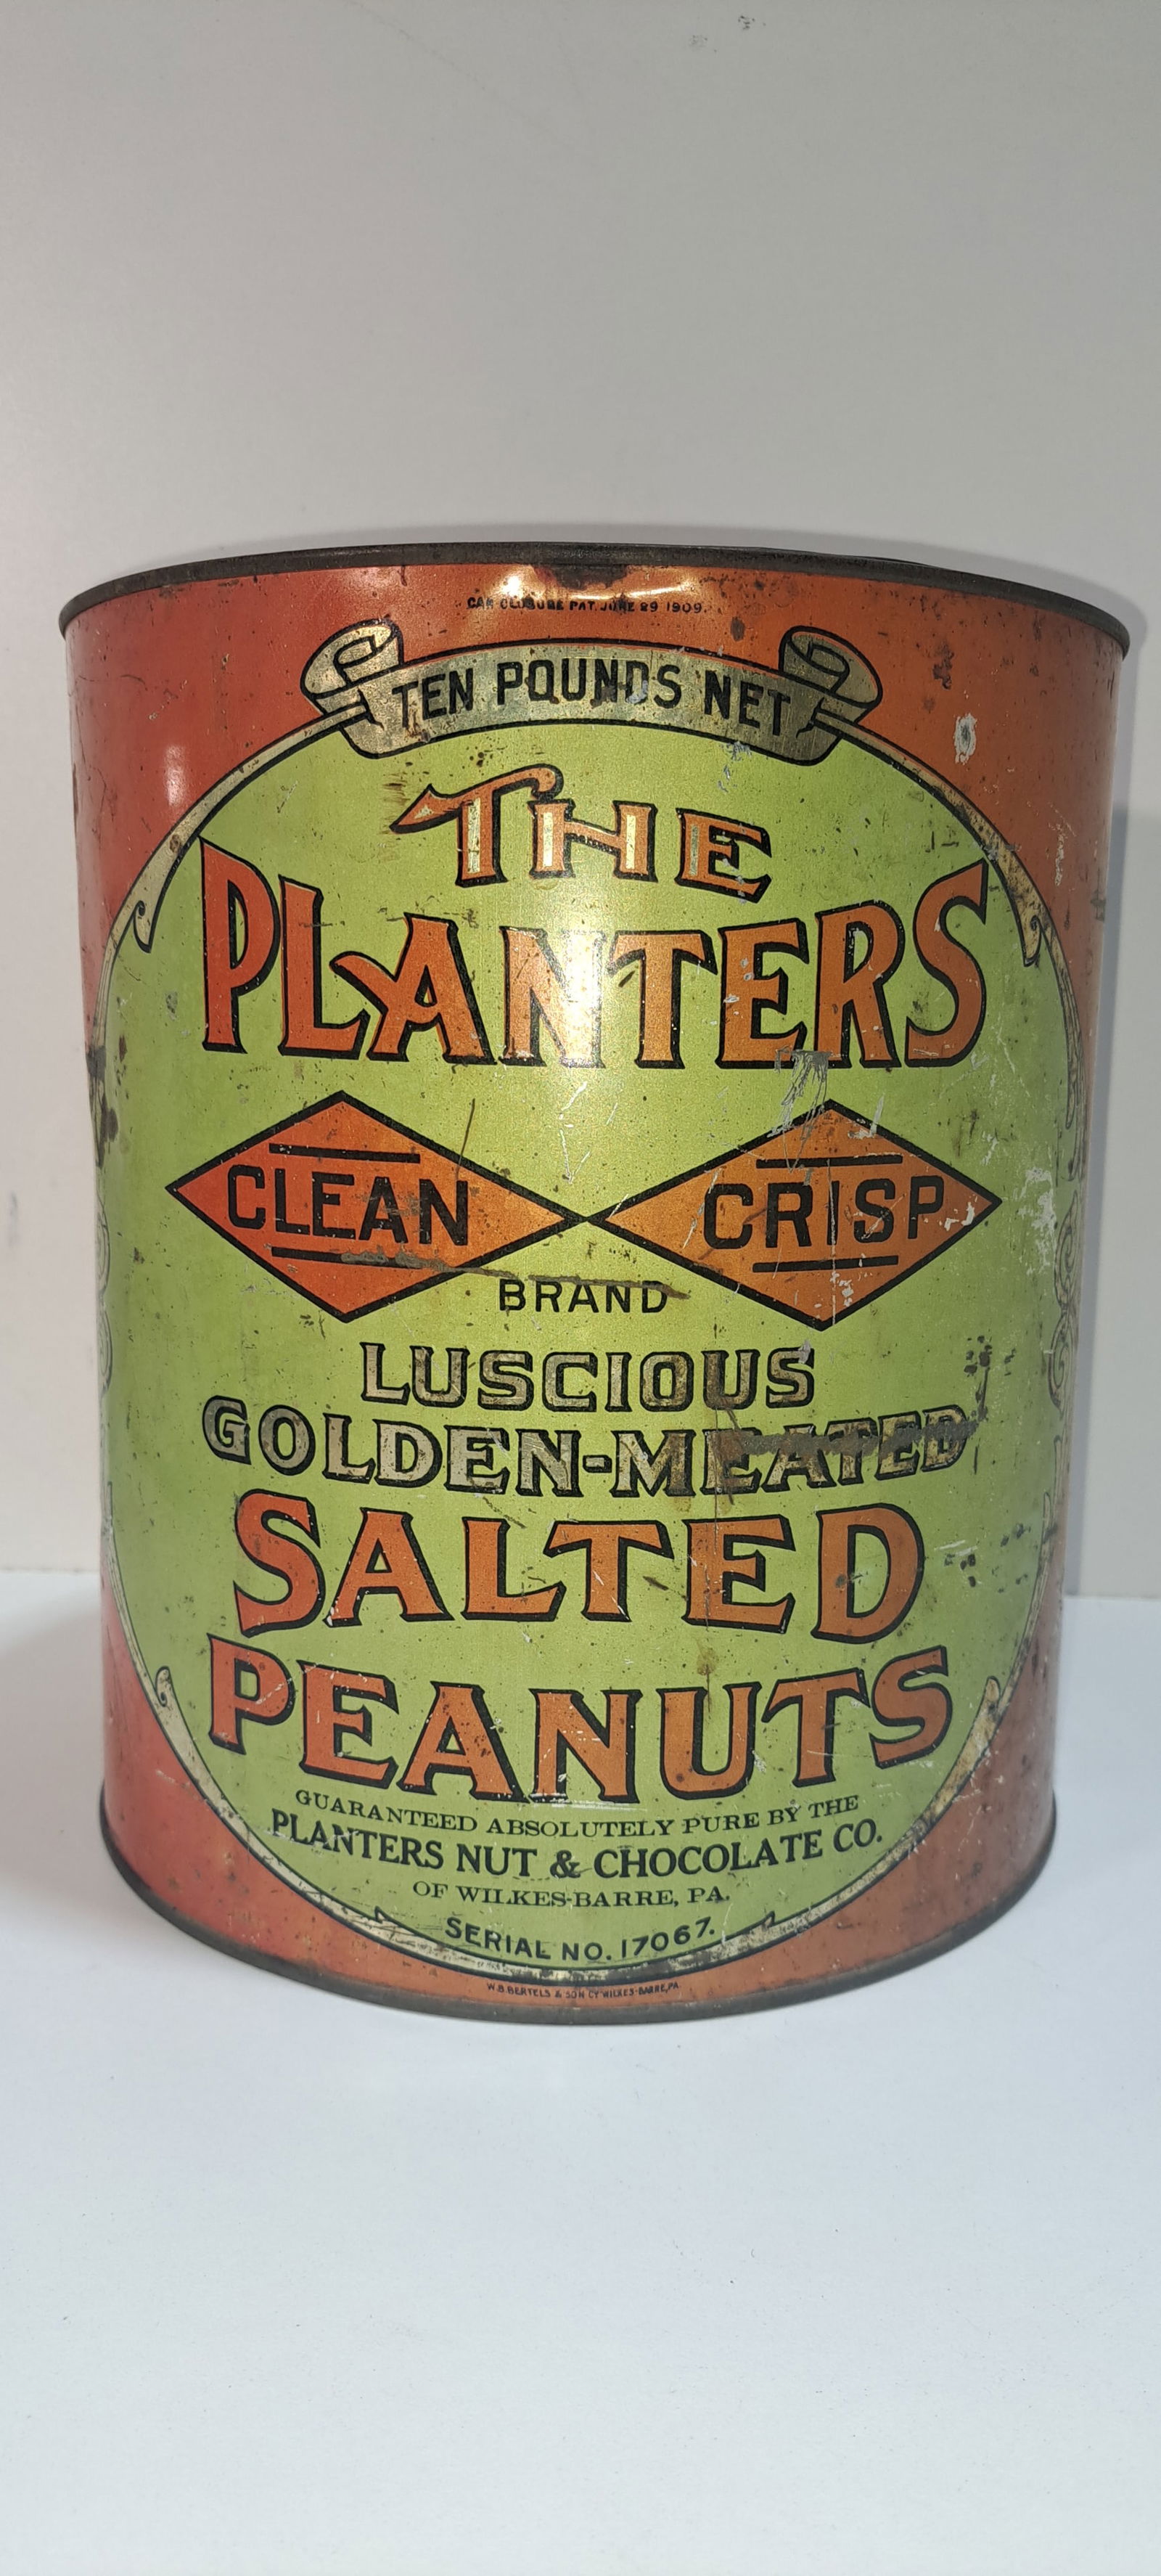 CAN CLOSURE PAT. JUNE 29 1909.
TEN POUNDS NET
THE
PLANTERS
CLEAN CRISP
BRAND
LUSCIOUS
GOLDEN-MEATED
SALTED
PEANUTS
GUARANTEED ABSOLUTELY PURE BY THE
PLANTERS NUT & CHOCOLATE CO.
OF WILKES-BARRE, PA.
SERIAL NO. 17067.
W.B. BERTELS & SON CY WILKES-BARRE, PA.